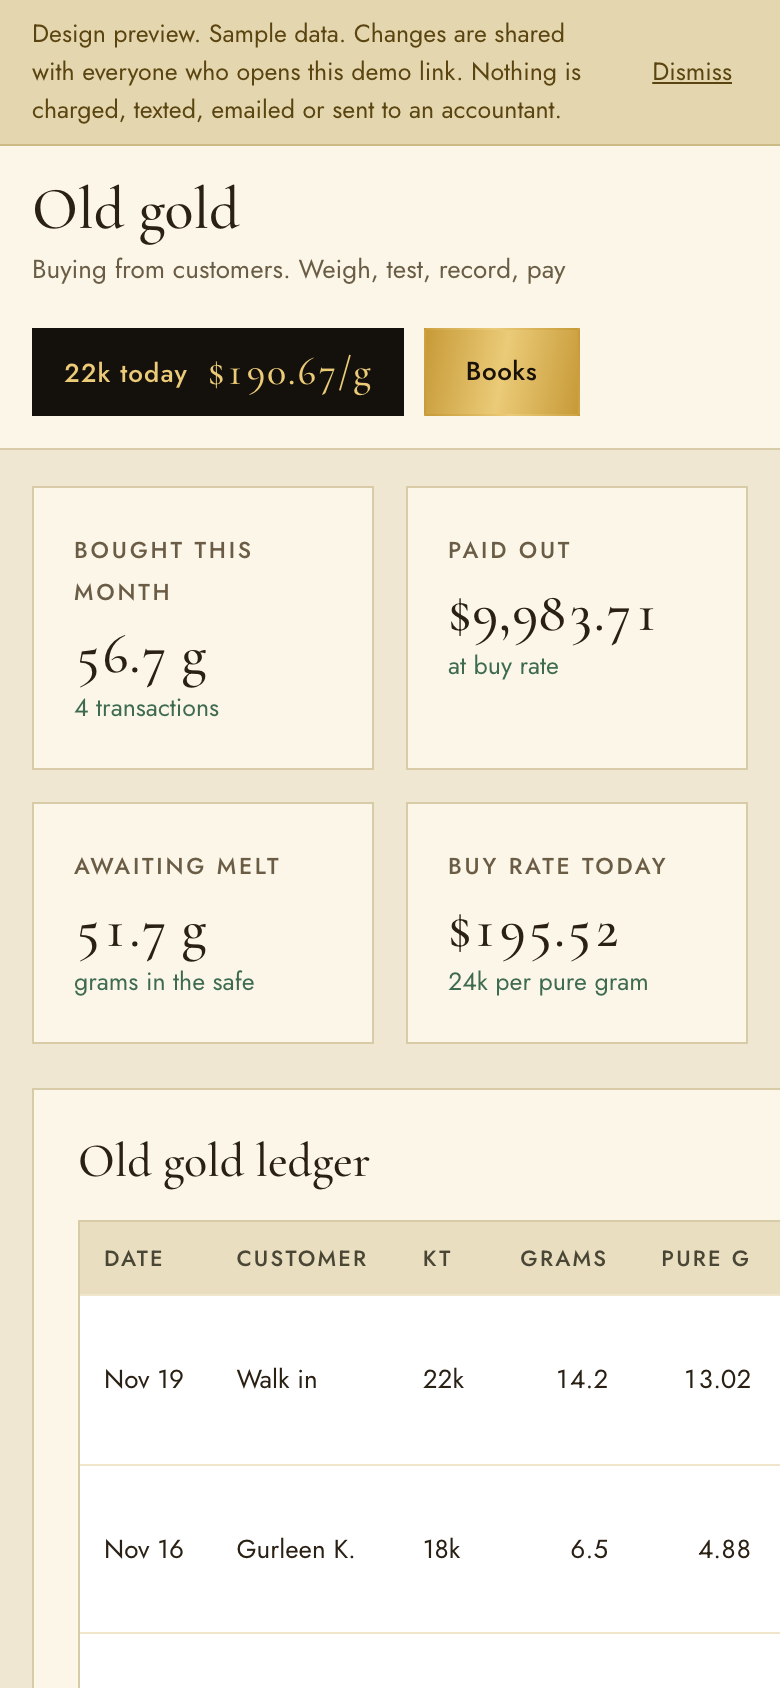 Design preview. Sample data. Changes are shared
with everyone who opens this demo link. Nothing is
charged, texted, emailed or sent to an accountant.
Dismiss
Old gold
Buying from customers. Weigh, test, record, pay
22k today $190.67/g
Books
BOUGHT THIS
MONTH
56.7 g
4 transactions
PAID OUT
$9,983.71
at buy rate
AWAITING MELT
51.7 g
grams in the safe
BUY RATE TODAY
$195.52
24k per pure gram
Old gold ledger
DATE CUSTOMER KT GRAMS PURE G
Nov 19 Walk in 22k 14.2 13.02
Nov 16 Gurleen K. 18k 6.5 4.88